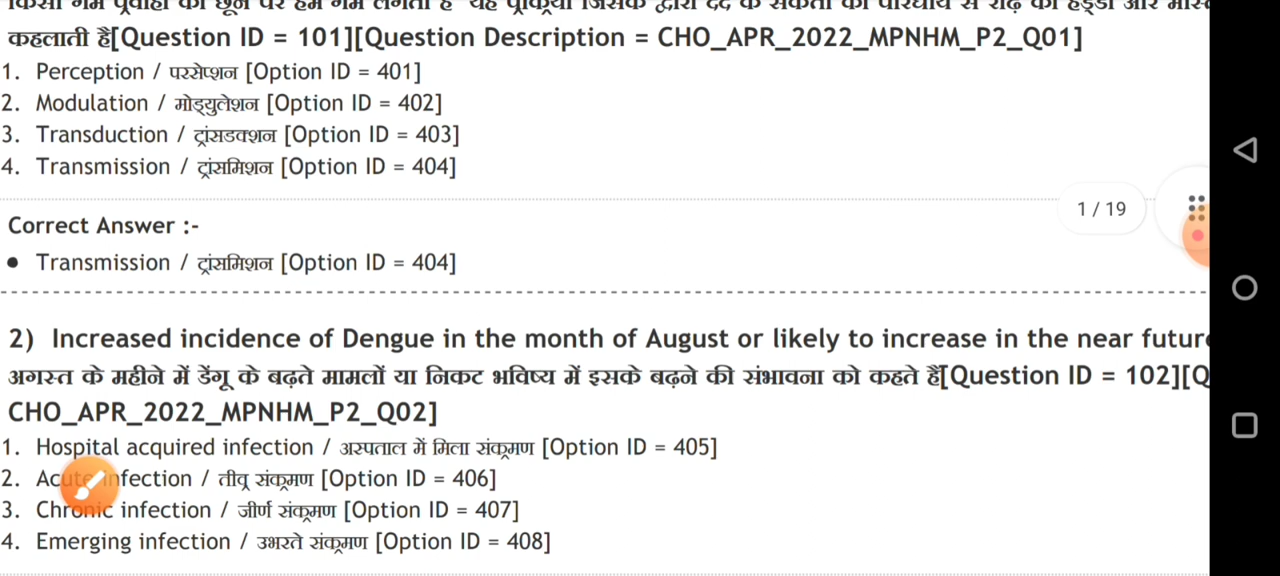 कहलाती है[Question ID = 101][Question Description = CHO_APR_2022_MPNHM_P2_Q01]
1. Perception / परसेप्शन [Option ID = 401]
2. Modulation / मोड्युलेशन [Option ID = 402]
3. Transduction / ट्रांसडक्शन [Option ID = 403]
4. Transmission / ट्रांसमिशन [Option ID = 404]
1 / 19
Correct Answer :-
• Transmission / ट्रांसमिशन [Option ID = 404]
2) Increased incidence of Dengue in the month of August or likely to increase in the near
अगस्त के महीने में डेंगू के बढ़ते मामलों या निकट भविष्य में इसके बढ़ने की संभावना को कहते हैं[Question ID = 102][Q
CHO_APR_2022_MPNHM_P2_Q02]
1. Hospital acquired infection / अस्पताल में मिला संक्रमण [Option ID = 405]
2. Acute infection / तीव्र संक्रमण [Option ID = 406]
3. Chronic infection / जीर्ण संक्रमण [Option ID = 407]
4. Emerging infection / उभरते संक्रमण [Option ID = 408]